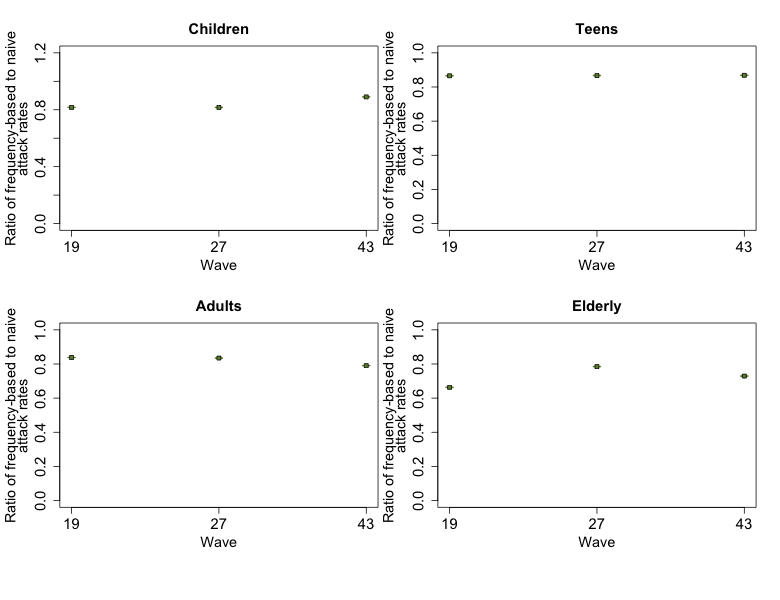 Children
Ratio of frequency-based to naive
attack rates
0.0
0.4
0.8
1.2
19 27 43
Wave
Teens
Ratio of frequency-based to naive
attack rates
0.0
0.2
0.4
0.6
0.8
1.0
19 27 43
Wave
Adults
Ratio of frequency-based to naive
attack rates
0.0
0.2
0.4
0.6
0.8
1.0
19 27 43
Wave
Elderly
Ratio of frequency-based to naive
attack rates
0.0
0.2
0.4
0.6
0.8
1.0
19 27 43
Wave